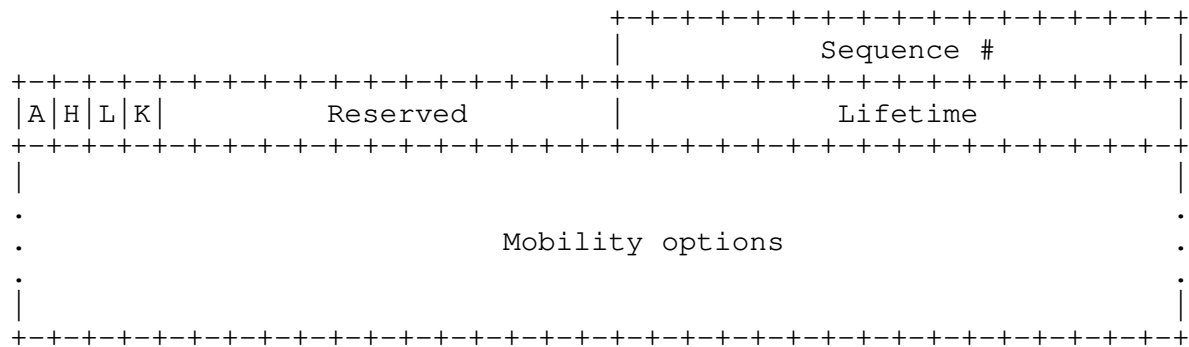 +-+-+-+-+-+-+-+-+-+-+-+-+-+-+-+-+
                                |          Sequence #           |
+-+-+-+-+-+-+-+-+-+-+-+-+-+-+-+-+-+-+-+-+-+-+-+-+-+-+-+-+-+-+-+-+
|A|H|L|K|        Reserved       |           Lifetime            |
+-+-+-+-+-+-+-+-+-+-+-+-+-+-+-+-+-+-+-+-+-+-+-+-+-+-+-+-+-+-+-+-+
|                                                               |
.                                                               .
.                        Mobility options                       .
.                                                               .
|                                                               |
+-+-+-+-+-+-+-+-+-+-+-+-+-+-+-+-+-+-+-+-+-+-+-+-+-+-+-+-+-+-+-+-+